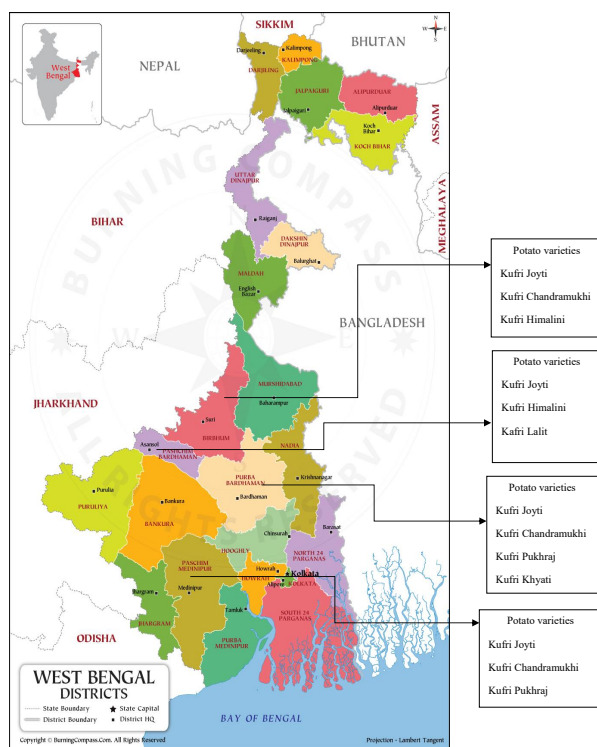 SIKKIM
BHUTAN
NEPAL
West
Bengal
Darjeeling
Kalimpong
KALIMPONG
DARJILING
JALPAIGURI
ALIPURDUAR
Jalpaiguri
Alipurduar
Koch
Bihar
KOCH BIHAR
ASSAM
MEGHALAYA
UTTAR
DINAJPUR
BIHAR
Raiganj
DAKSHIN
DINAJPUR
Balurghat
MALDAH
English
Bazar
BANGLADESH
Potato varieties
Kufri Joyti
Kufri Chandramukhi
Kufri Himalini
JHARKHAND
MURSHIDABAD
Baharampur
Suri
BIRBHUM
Potato varieties
Kufri Joyti
Kufri Himalini
Kafri Lalit
Asansol
PASCHIM
BARDHAMAN
NADIA
Krishnanagar
PURBA
BARDHAMAN
Bardhaman
Puruliya
PURULIYA
Bankura
BANKURA
Potato varieties
Kufri Joyti
Kufri Chandramukhi
Kufri Pukhraj
Kufri Khyati
Chinsurah
HOOGHLY
Barasat
NORTH 24
PARGANAS
PASCHIM
MEDINIPUR
Medinipur
Howrah
HOWRAH
Kolkata
KOLKATA
Alipore
Jhargram
JHARGRAM
Tamluk
PURBA
MEDINIPUR
SOUTH 24
PARGANAS
Potato varieties
Kufri Joyti
Kufri Chandramukhi
Kufri Pukhraj
ODISHA
WEST BENGAL
DISTRICTS
State Boundary
State Capital
District Boundary
District HQ
BAY OF BENGAL
Copyright © BurningCompass.Com. All Rights Reserved
Projection - Lambert Tangent
BURNING COMPASS
ALL RIGHTS RESERVED
N
W
E
S